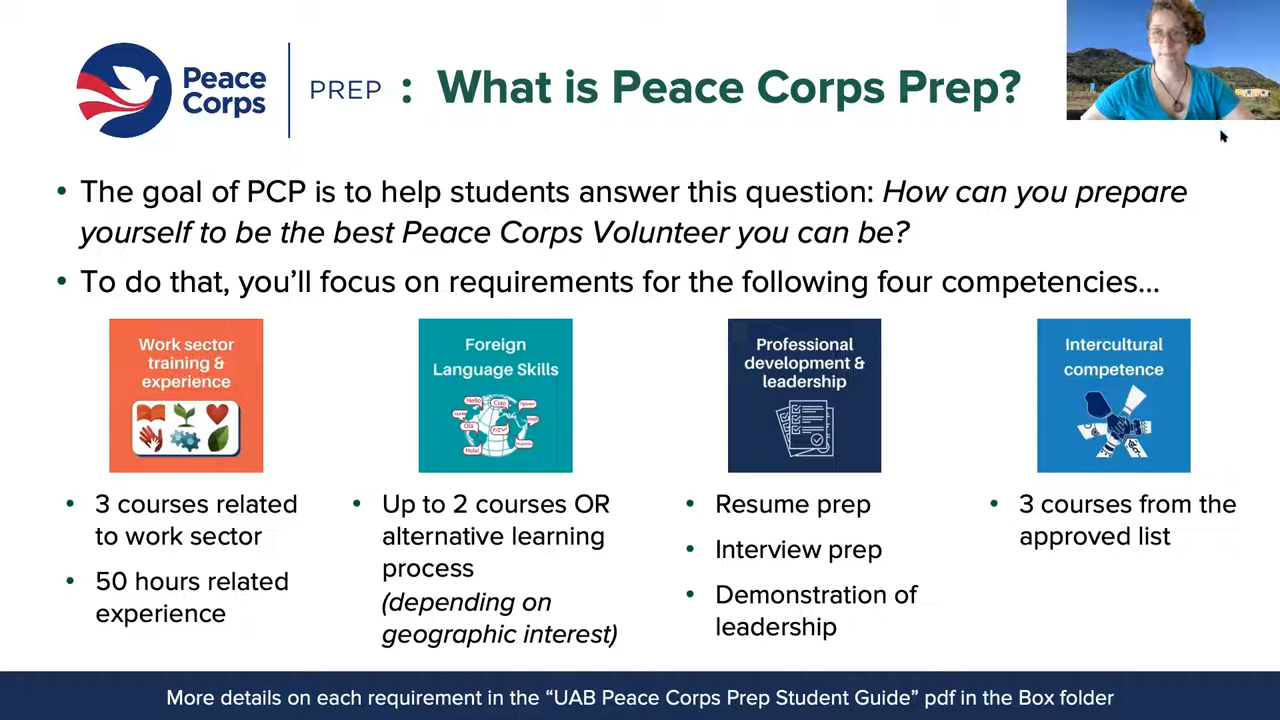 Peace
Corps
PREP : What is Peace Corps Prep?
• The goal of PCP is to help students answer this question: How can you prepare
yourself to be the best Peace Corps Volunteer you can be?
• To do that, you’ll focus on requirements for the following four competencies...
Work sector
training &
experience
Foreign
Language Skills
Hello
Ciao
Olá
Hola!
Professional
development &
leadership
Intercultural
competence
• 3 courses related
to work sector
• 50 hours related
experience
• Up to 2 courses OR
alternative learning
process
(depending on
geographic interest)
• Resume prep
• Interview prep
• Demonstration of
leadership
• 3 courses from the
approved list
More details on each requirement in the “UAB Peace Corps Prep Student Guide” pdf in the Box folder